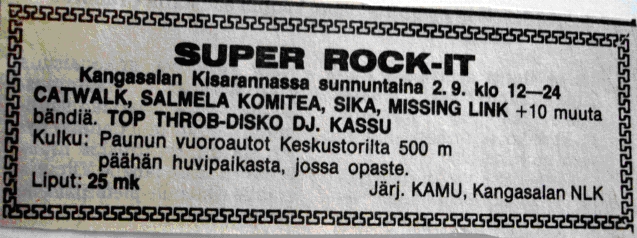 SUPER ROCK-IT
Kangasalan Kisarannassa sunnuntaina 2.9. klo 12—24
CATWALK, SALMELA KOMITEA, SIKA, MISSING LINK +10 muuta
bändiä. TOP THROB-DISKO DJ. KASSU
Kulku: Paunun vuoroautot Keskustorilta 500 m
päähän huvipaikasta, jossa opaste.
Liput: 25 mk Järj. KAMU, Kangasalan NLK